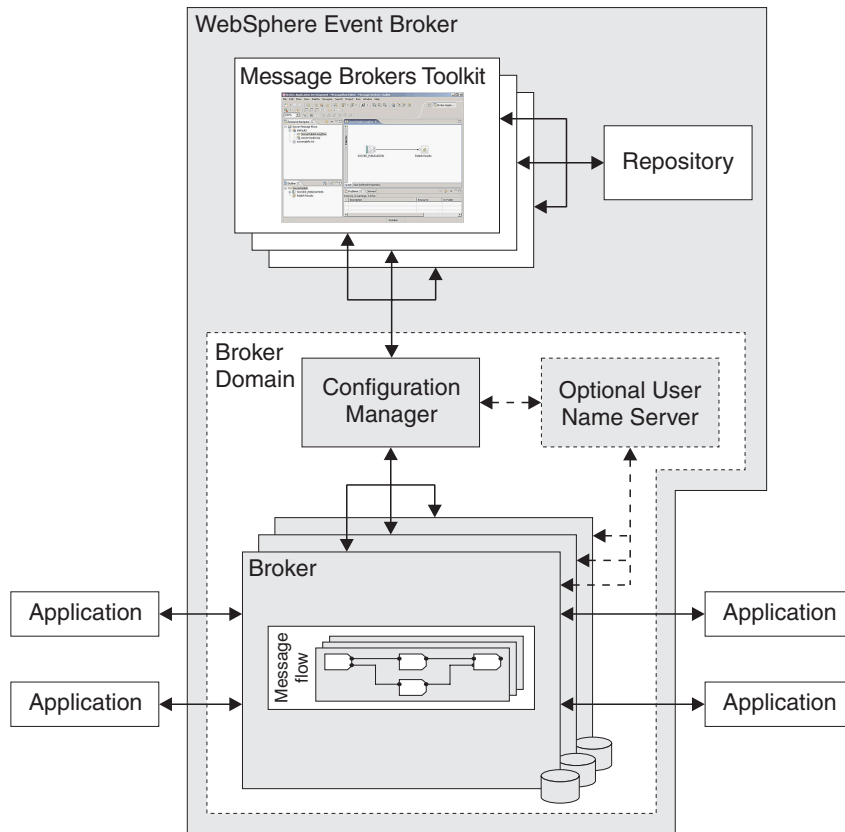 WebSphere Event Broker
Message Brokers Toolkit
Repository
Broker
Domain
Configuration
Manager
Optional User
Name Server
Broker
Application
Application
Message
flow
Application
Application